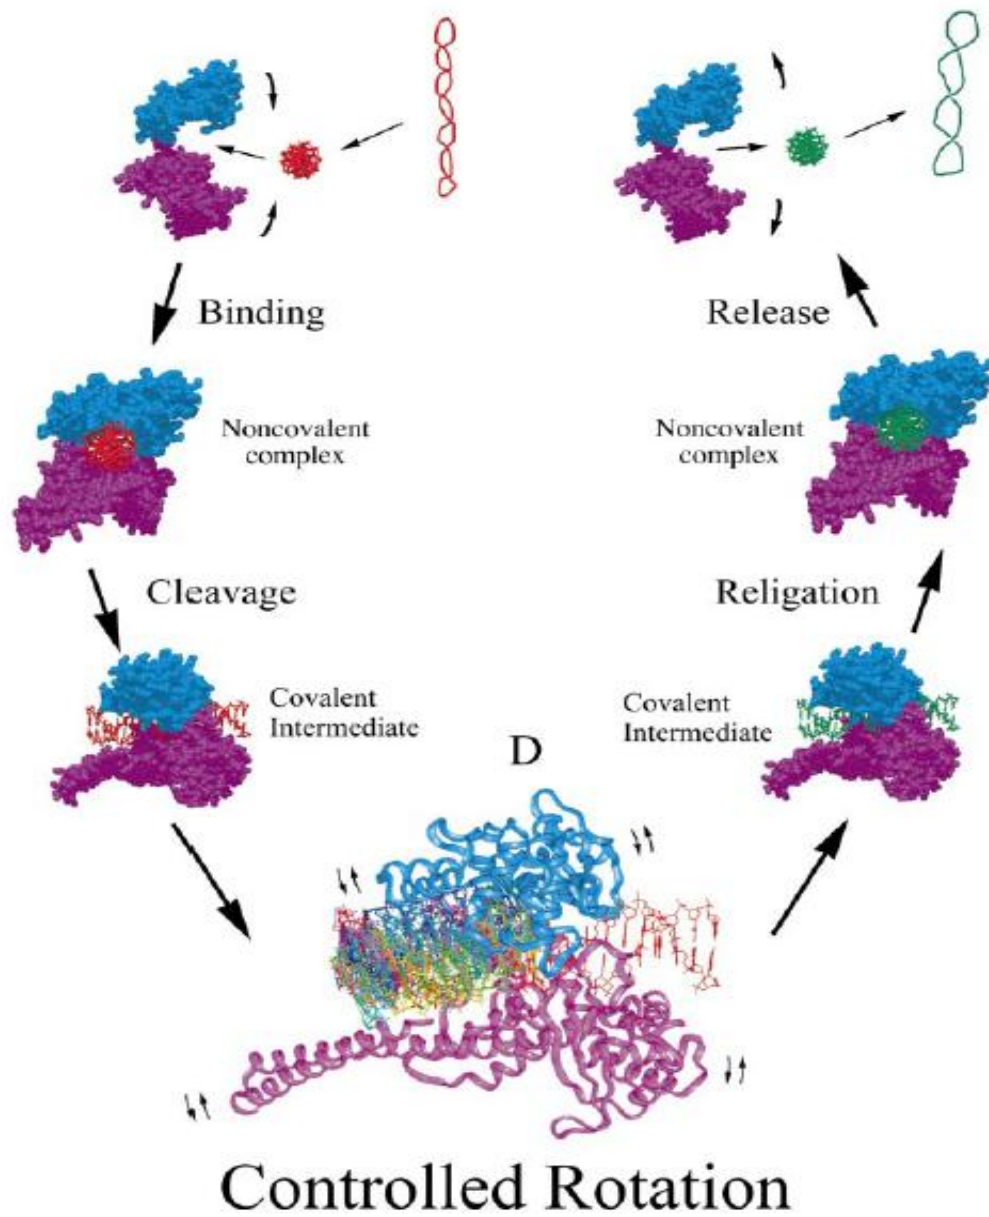 Binding
Release
Noncovalent
complex
Noncovalent
complex
Cleavage
Religation
Covalent
Intermediate
Covalent
Intermediate
D
Controlled Rotation